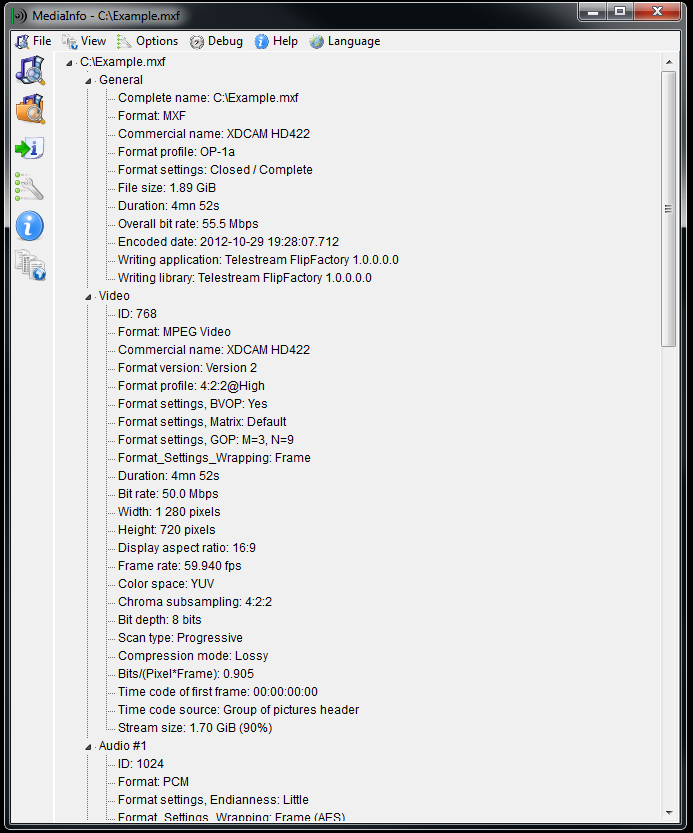 MediaInfo - C:\Example.mxf
File View Options Debug Help Language
C:\Example.mxf
General
Complete name: C:\Example.mxf
Format: MXF
Commercial name: XDCAM HD422
Format profile: OP-1a
Format settings: Closed / Complete
File size: 1.89 GiB
Duration: 4mn 52s
Overall bit rate: 55.5 Mbps
Encoded date: 2012-10-29 19:28:07.712
Writing application: Telestream FlipFactory 1.0.0.0.0
Writing library: Telestream FlipFactory 1.0.0.0.0
Video
ID: 768
Format: MPEG Video
Commercial name: XDCAM HD422
Format version: Version 2
Format profile: 4:2:2@High
Format settings, BVOP: Yes
Format settings, Matrix: Default
Format settings, GOP: M=3, N=9
Format_Settings_Wrapping: Frame
Duration: 4mn 52s
Bit rate: 50.0 Mbps
Width: 1 280 pixels
Height: 720 pixels
Display aspect ratio: 16:9
Frame rate: 59.940 fps
Color space: YUV
Chroma subsampling: 4:2:2
Bit depth: 8 bits
Scan type: Progressive
Compression mode: Lossy
Bits/(Pixel*Frame): 0.905
Time code of first frame: 00:00:00:00
Time code source: Group of pictures header
Stream size: 1.70 GiB (90%)
Audio #1
ID: 1024
Format: PCM
Format settings, Endianness: Little
Format_Settings_Wrapping: Frame (AES)